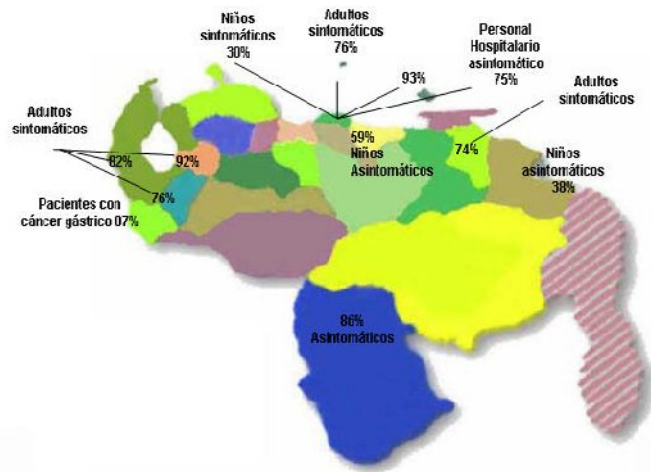 Niños
sintomáticos
30%
Adultos
sintomáticos
76%
93%
Personal
Hospitalario
asintomático
75%
Adultos
sintomáticos
Adultos
sintomáticos
82%
92%
76%
59%
Niños
Asintomáticos
74%
Niños
asintomáticos
38%
Pacientes con
cáncer gástrico 07%
86%
Asintomáticos